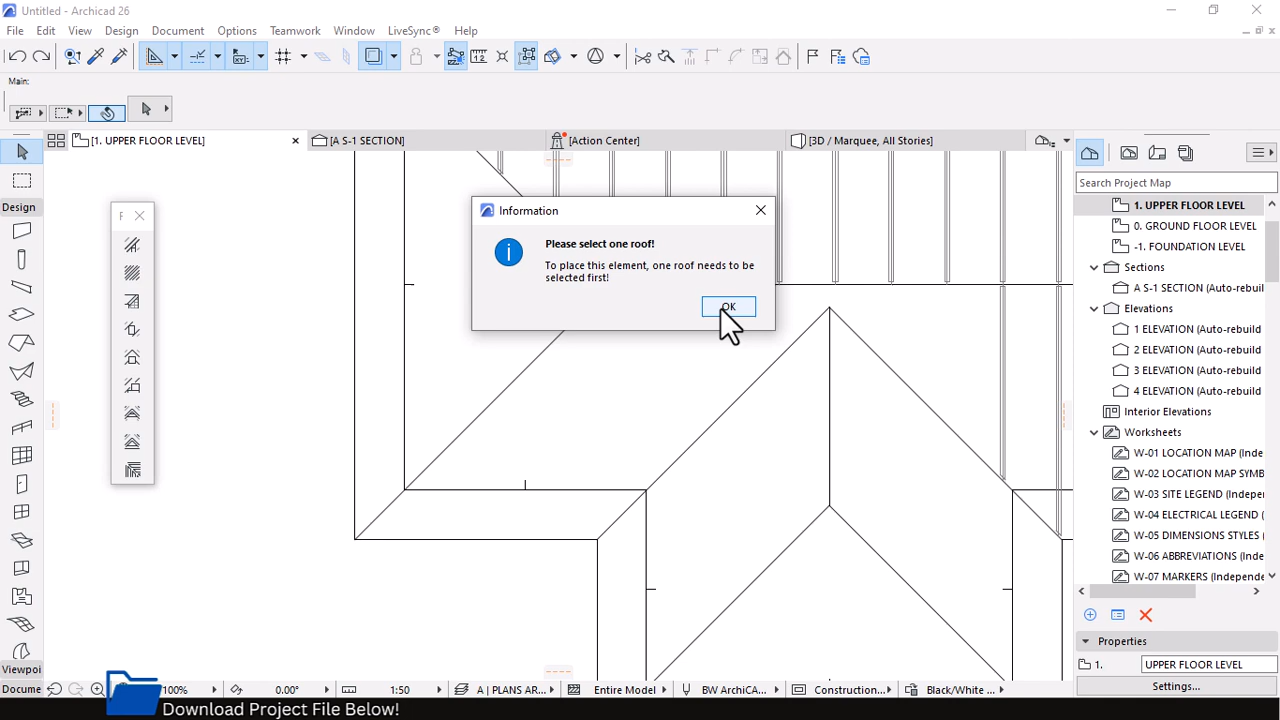 Untitled - Archicad 26
File Edit View Design Document Options Teamwork Window LiveSync® Help
Main:
[1. UPPER FLOOR LEVEL]
[A S-1 SECTION]
[Action Center]
[3D / Marquee, All Stories]
Search Project Map
Design
1. UPPER FLOOR LEVEL
0. GROUND FLOOR LEVEL
-1. FOUNDATION LEVEL
Sections
A S-1 SECTION (Auto-rebuil
Elevations
1 ELEVATION (Auto-rebuild
2 ELEVATION (Auto-rebuild
3 ELEVATION (Auto-rebuild
4 ELEVATION (Auto-rebuild
Interior Elevations
Worksheets
W-01 LOCATION MAP (Inde
W-02 LOCATION MAP SYMB
W-03 SITE LEGEND (Indeper
W-04 ELECTRICAL LEGEND (
W-05 DIMENSIONS STYLES (
W-06 ABBREVIATIONS (Inde
W-07 MARKERS (Independe
Information
Please select one roof!
To place this element, one roof needs to be
selected first!
OK
Properties
1. UPPER FLOOR LEVEL
Settings...
Viewpoi
Docume
100%
0.00°
1:50
A | PLANS AR...
Entire Model
BW ArchiCA...
Construction...
Black/White ...
Download Project File Below!